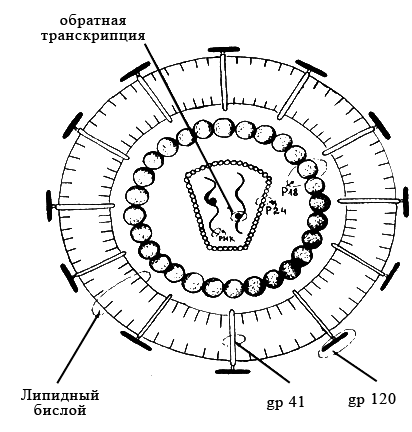 обратная
транскрипция
р18
р24
РНК
Липидный
бислой
gp 41
gp 120